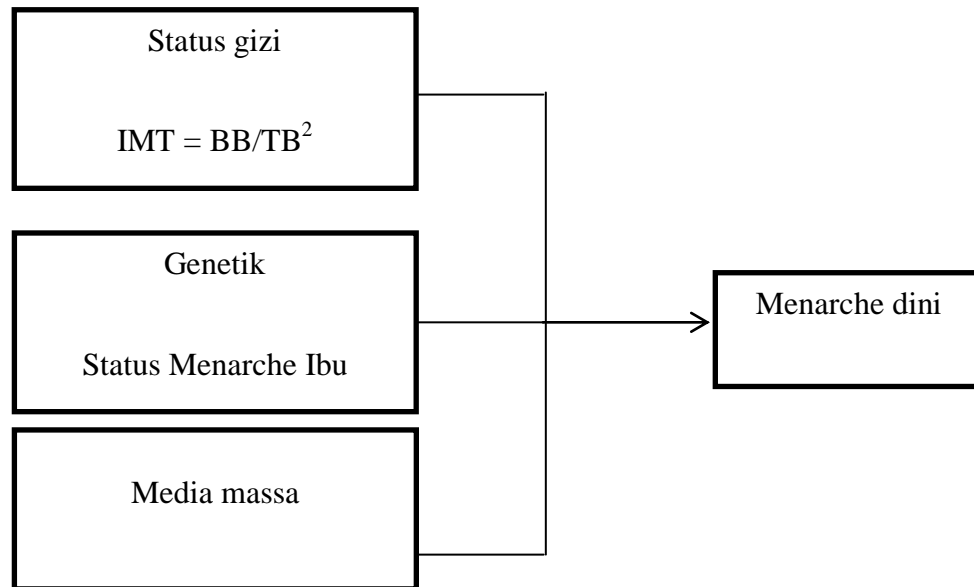 Status gizi
IMT = BB/TB²
Genetik
Status Menarche Ibu
Media massa
Menarche dini